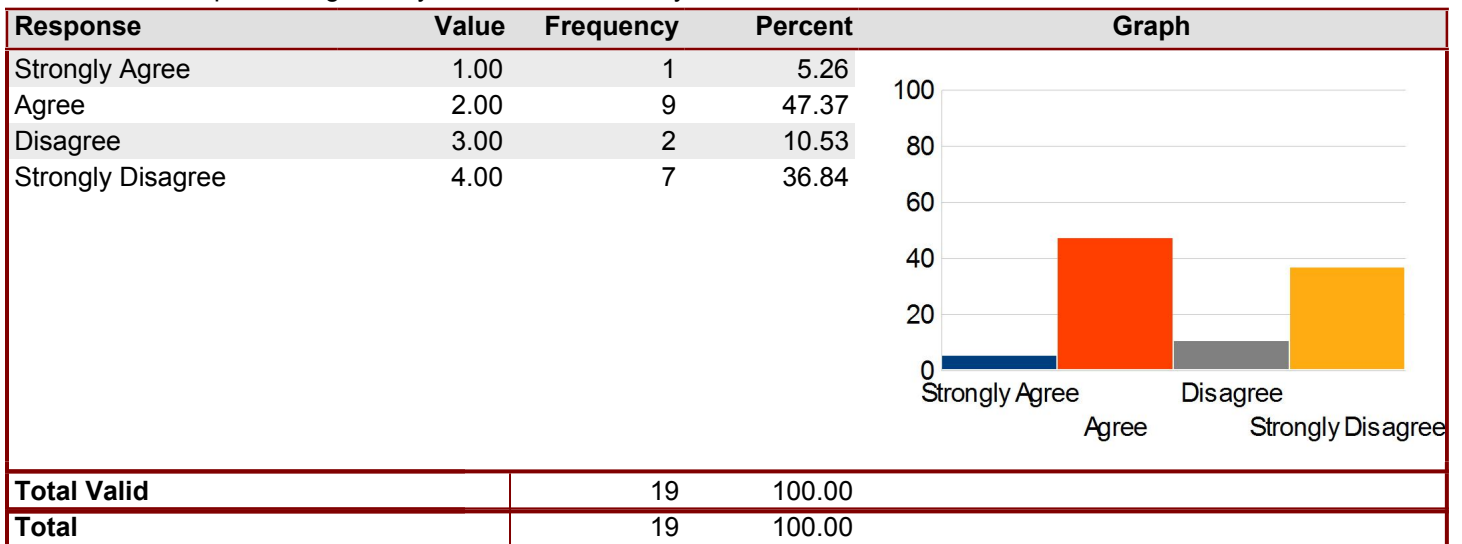 Response Value Frequency Percent Graph
Strongly Agree 1.00 1 5.26
Agree 2.00 9 47.37
Disagree 3.00 2 10.53
Strongly Disagree 4.00 7 36.84
100
80
60
40
20
0
Strongly Agree Disagree
Agree Strongly Disagree
Total Valid 19 100.00
Total 19 100.00